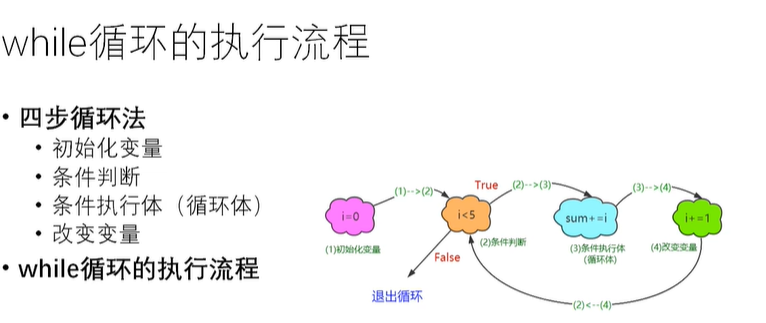 while循环的执行流程
• 四步循环法
• 初始化变量
• 条件判断
• 条件执行体（循环体）
• 改变变量
• while循环的执行流程
i=0
(1)初始化变量
(1)-->(2)
i<5
(2)条件判断
True
(2)-->(3)
sum+=i
(3)条件执行体
(循环体)
(3)-->(4)
i+=1
(4)改变变量
False
退出循环
(2)<--(4)